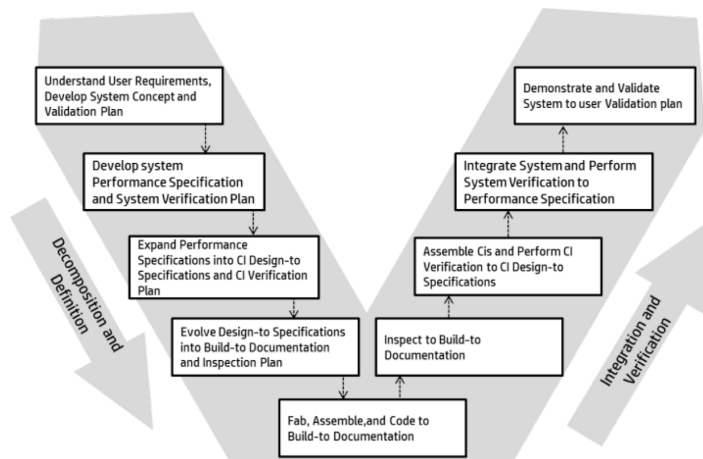 Understand User Requirements,
Develop System Concept and
Validation Plan
Develop system
Performance Specification
and System Verification Plan
Expand Performance
Specifications into CI Design-to
Specifications and CI Verification
Plan
Evolve Design-to Specifications
into Build-to Documentation
and Inspection Plan
Fab, Assemble,and Code to
Build-to Documentation
Inspect to Build-to
Documentation
Assemble Cis and Perform CI
Verification to CI Design-to
Specifications
Integrate System and Perform
System Verification to
Performance Specification
Demonstrate and Validate
System to user Validation plan
Decomposition and
Definition
Integration and
Verification